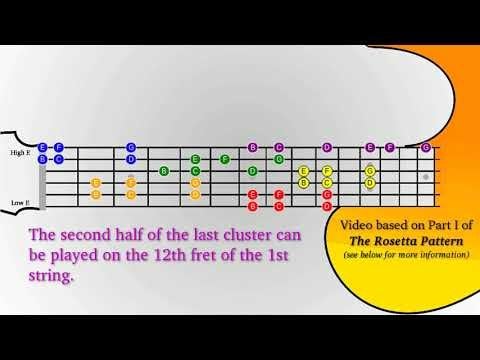 High E
E F G B C D E F G
B C D E F G
B C D E F G
E F G B C D
B C D E F G
Low E
B C D
The second half of the last cluster can
be played on the 12th fret of the 1st
string.
Video based on Part I of
The Rosetta Pattern
(see below for more information)